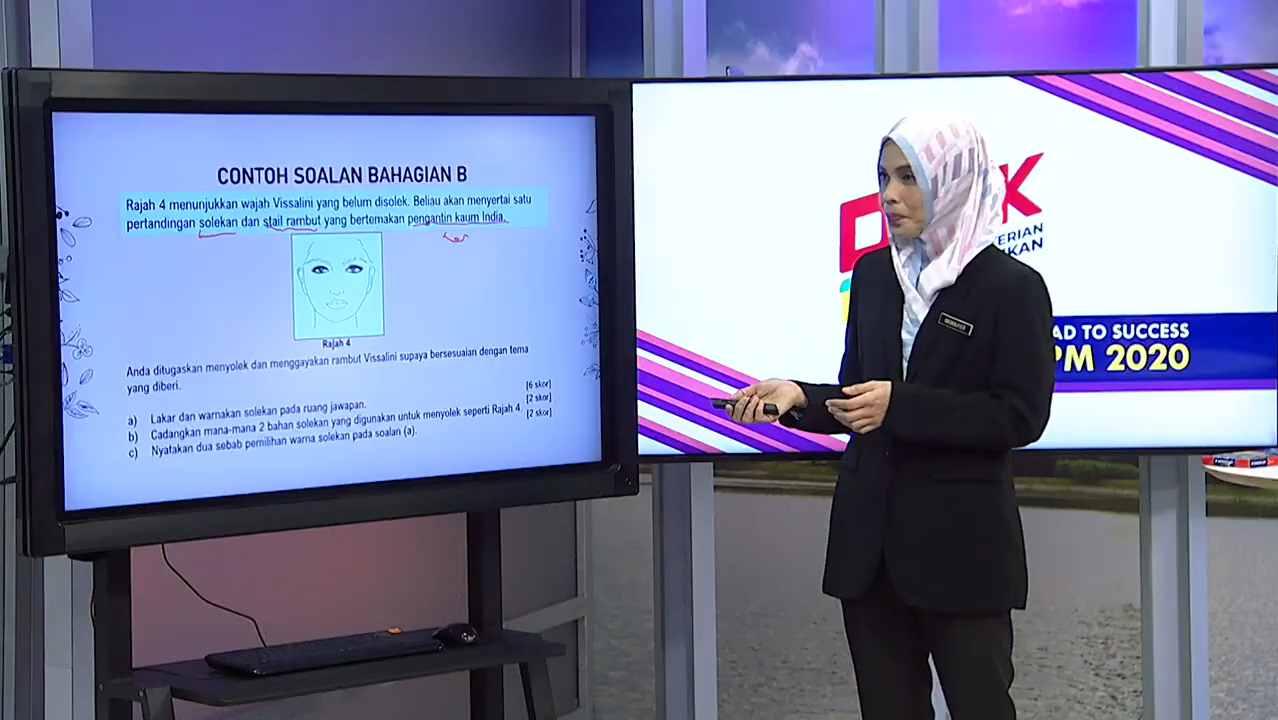 CONTOH SOALAN BAHAGIAN B
Rajah 4 menunjukkan wajah Vissalini yang belum disolek. Beliau akan menyertai satu
pertandingan solekan dan stail rambut yang bertemakan pengantin kaum India.
Rajah 4
Anda ditugaskan menyolek dan menggayakan rambut Vissalini supaya bersesuaian dengan tema
yang diberi.
a) Lakar dan warnakan solekan pada ruang jawapan. [6 skor]
b) Cadangkan mana-mana 2 bahan solekan yang digunakan untuk menyolek seperti Rajah 4. [2 skor]
c) Nyatakan dua sebab pemilihan warna solekan pada soalan (a). [2 skor]
D
K
ERIAN
IKAN
AD TO SUCCESS
PM 2020